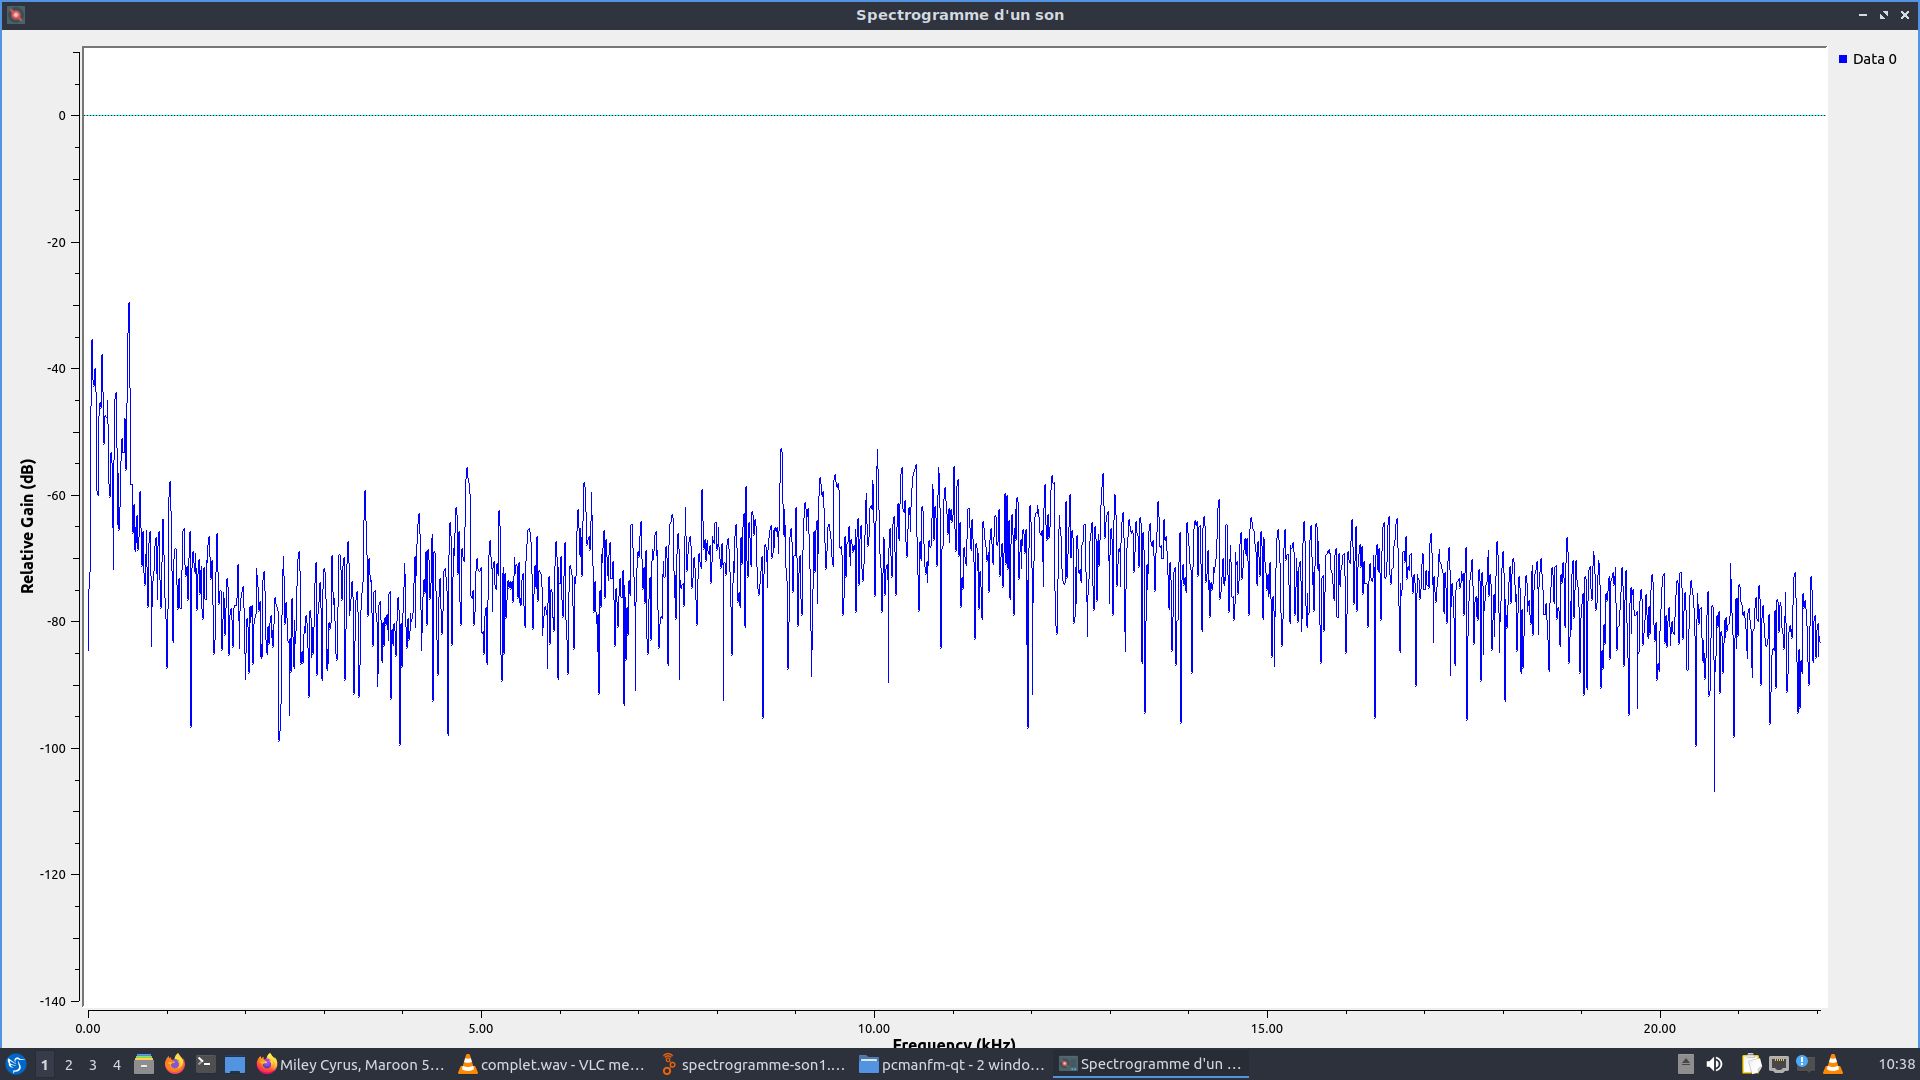 Spectrogramme d'un son
Data 0
0
-20
-40
-60
-80
-100
-120
-140
Relative Gain (dB)
0.00 5.00 10.00 15.00 20.00
Frequency (kHz)
1 2 3 4 Miley Cyrus, Maroon 5... complet.wav - VLC me... spectrogramme-son1.... pcmanfm-qt - 2 windo... Spectrogramme d'un ... 10:38